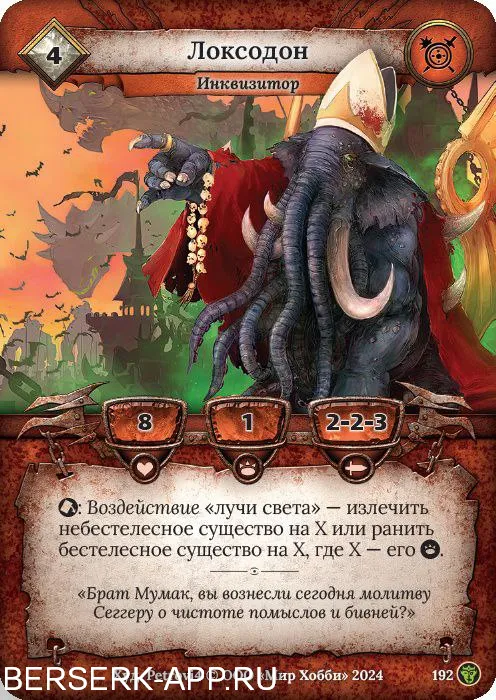 4
Локсодон
Инквизитор
8
1
2-2-3
: Воздействие «лучи света» — излечить
небестелесное существо на X или ранить
бестелесное существо на X, где X — его .
«Брат Мумак, вы вознесли сегодня молитву
Сеггеру о чистоте помыслов и бивней?»
© ООО «Мир Хобби» 2024
192
BERSERK-APP.RU